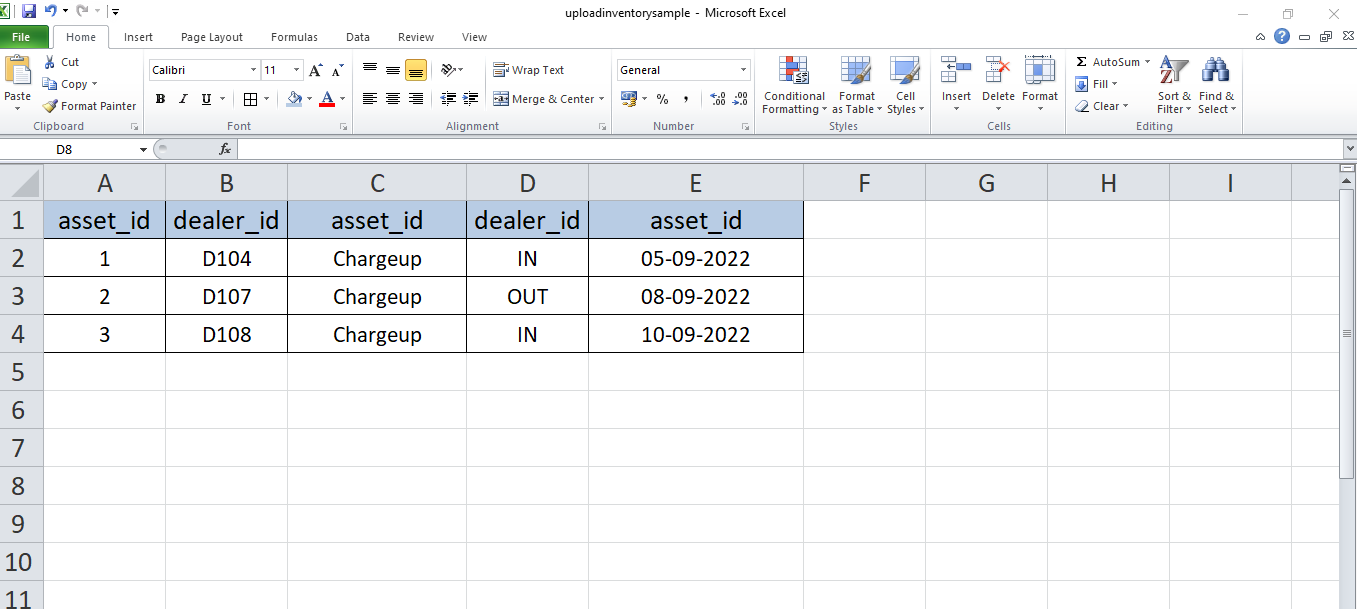 uploadinventorysample - Microsoft Excel
File Home Insert Page Layout Formulas Data Review View
Paste
Cut
Copy
Format Painter
Clipboard
Calibri 11
B I U
Font
Wrap Text
Merge & Center
Alignment
General
% ,
Number
Conditional Formatting
Format as Table
Cell Styles
Styles
Insert Delete Format
Cells
Σ AutoSum
Fill
Clear
Sort & Filter
Find & Select
Editing
D8 fx
A B C D E F G H I
1 asset_id dealer_id asset_id dealer_id asset_id
2 1 D104 Chargeup IN 05-09-2022
3 2 D107 Chargeup OUT 08-09-2022
4 3 D108 Chargeup IN 10-09-2022
5
6
7
8
9
10
11